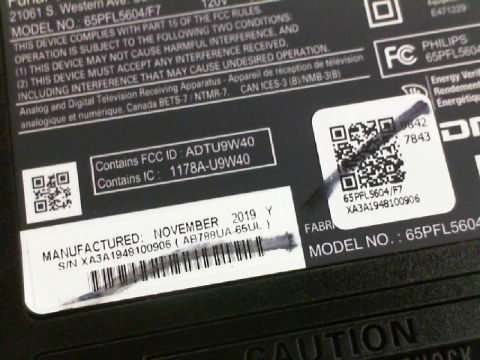 21061 S. Western Ave.
MODEL NO.: 65PFL5604/F7
120V
THIS DEVICE COMPLIES WITH PART 15 OF THE FCC RULES.
OPERATION IS SUBJECT TO THE FOLLOWING TWO CONDITIONS:
(1) THIS DEVICE MAY NOT CAUSE HARMFUL INTERFERENCE, AND
(2) THIS DEVICE MUST ACCEPT ANY INTERFERENCE RECEIVED,
INCLUDING INTERFERENCE THAT MAY CAUSE UNDESIRED OPERATION.
Analog and Digital Television Receiving Apparatus - Appareil de réception de télévision
analogique et numérique, Canada BETS-7 / NTMR-7. CAN ICES-3 (B)/NMB-3(B)
Contains FCC ID : ADTU9W40
Contains IC : 1178A-U9W40
MANUFACTURED: NOVEMBER 2019 Y
S/N XA3A1948100906 ( AB788UA-65UL )
E471229
FC
PHILIPS
65PFL5604
Energy Verified
7843
65PFL5604/F7
XA3A1948100906
MODEL NO. : 65PFL5604
CAUTION